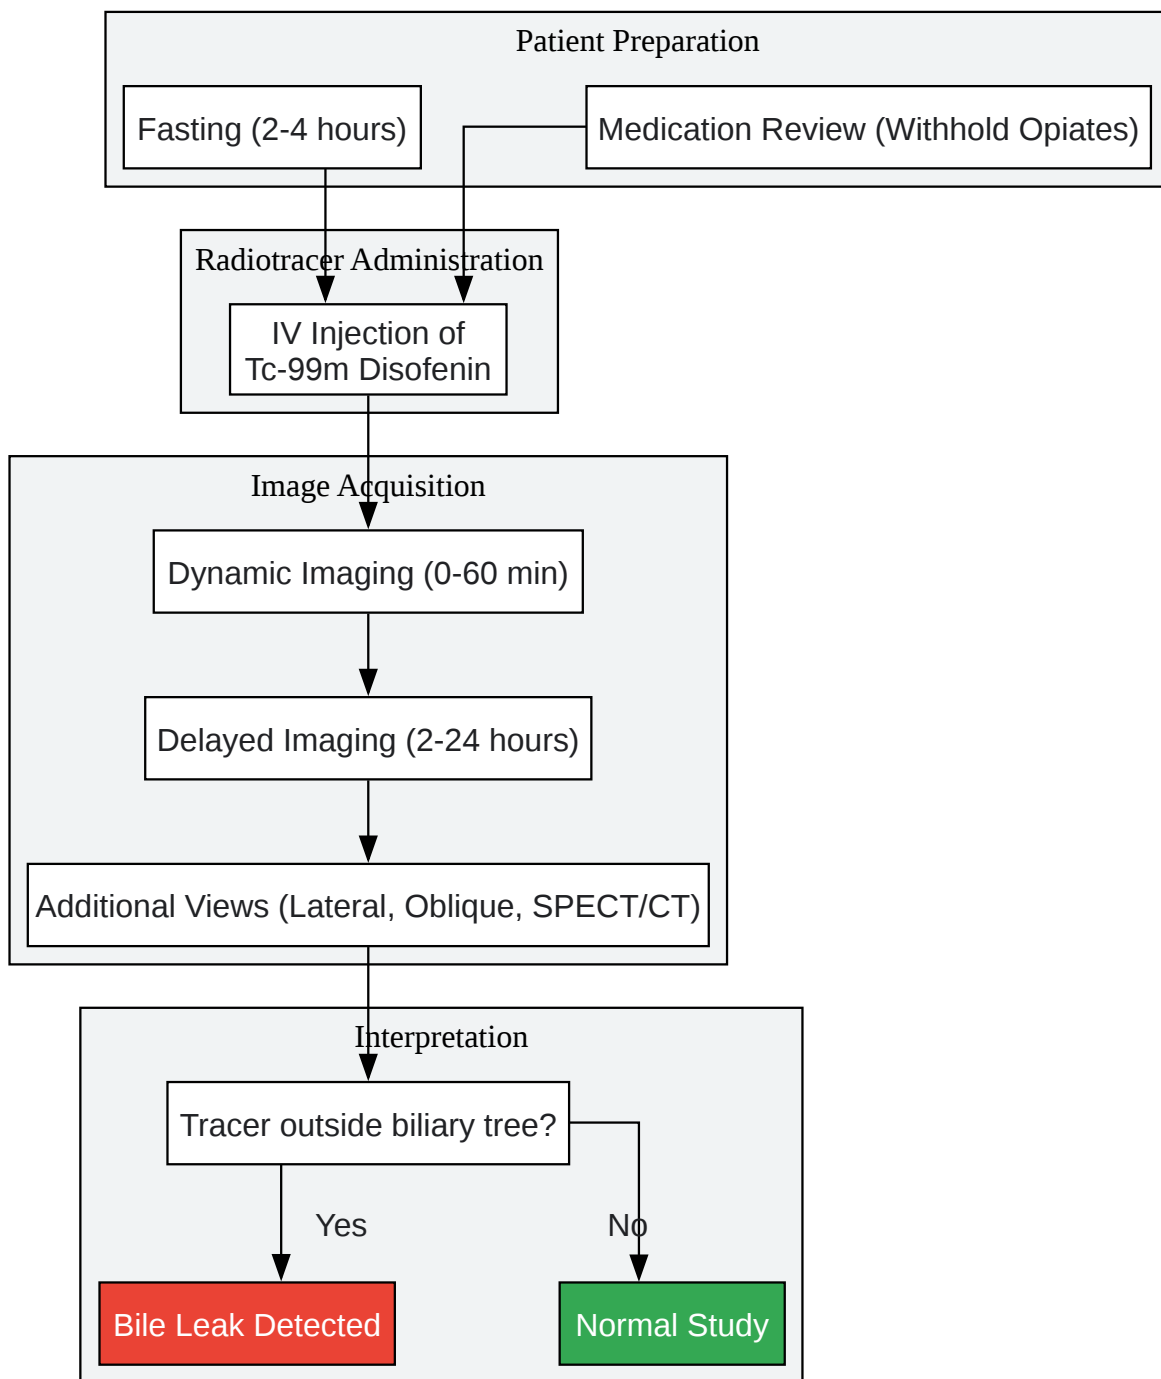 Patient Preparation
Fasting (2-4 hours)
Medication Review (Withhold Opiates)
Radiotracer Administration
IV Injection of
Tc-99m Disofenin
Image Acquisition
Dynamic Imaging (0-60 min)
Delayed Imaging (2-24 hours)
Additional Views (Lateral, Oblique, SPECT/CT)
Interpretation
Tracer outside biliary tree?
Yes
No
Bile Leak Detected
Normal Study